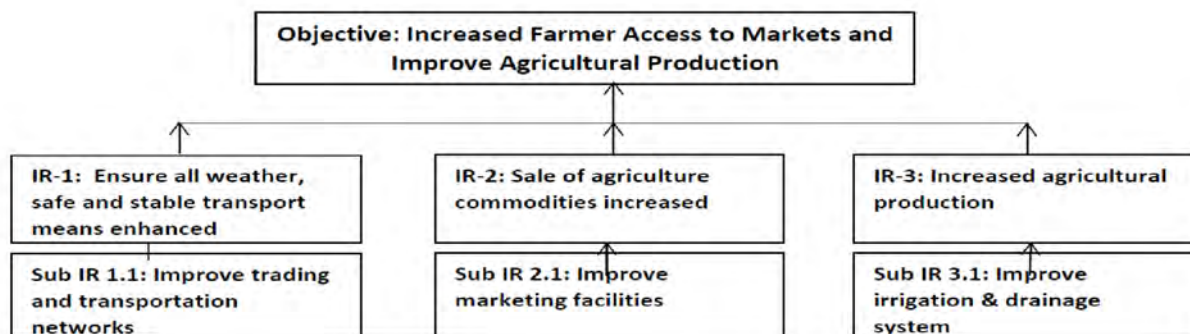 Objective: Increased Farmer Access to Markets and
Improve Agricultural Production
IR-1: Ensure all weather,
safe and stable transport
means enhanced
IR-2: Sale of agriculture
commodities increased
IR-3: Increased agricultural
production
Sub IR 1.1: Improve trading
and transportation
networks
Sub IR 2.1: Improve
marketing facilities
Sub IR 3.1: Improve
irrigation & drainage
system